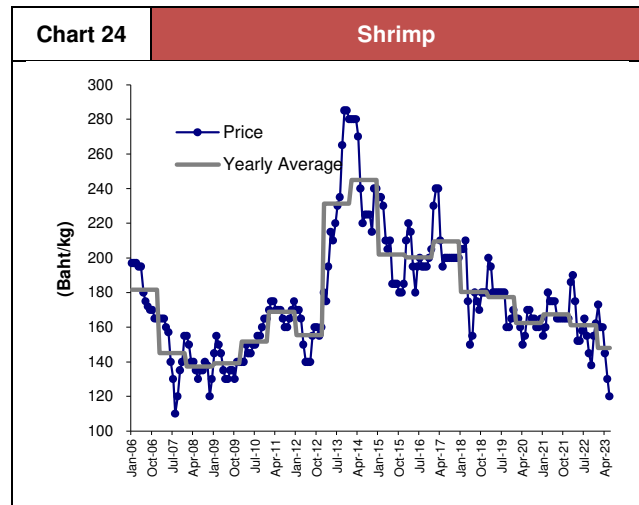 Chart 24
Shrimp
(Baht/kg)
300
280
260
240
220
200
180
160
140
120
100
Price
Yearly Average
Jan-06
Oct-06
Jul-07
Apr-08
Jan-09
Oct-09
Jul-10
Apr-11
Jan-12
Oct-12
Jul-13
Apr-14
Jan-15
Oct-15
Jul-16
Apr-17
Jan-18
Oct-18
Jul-19
Apr-20
Jan-21
Oct-21
Jul-22
Apr-23